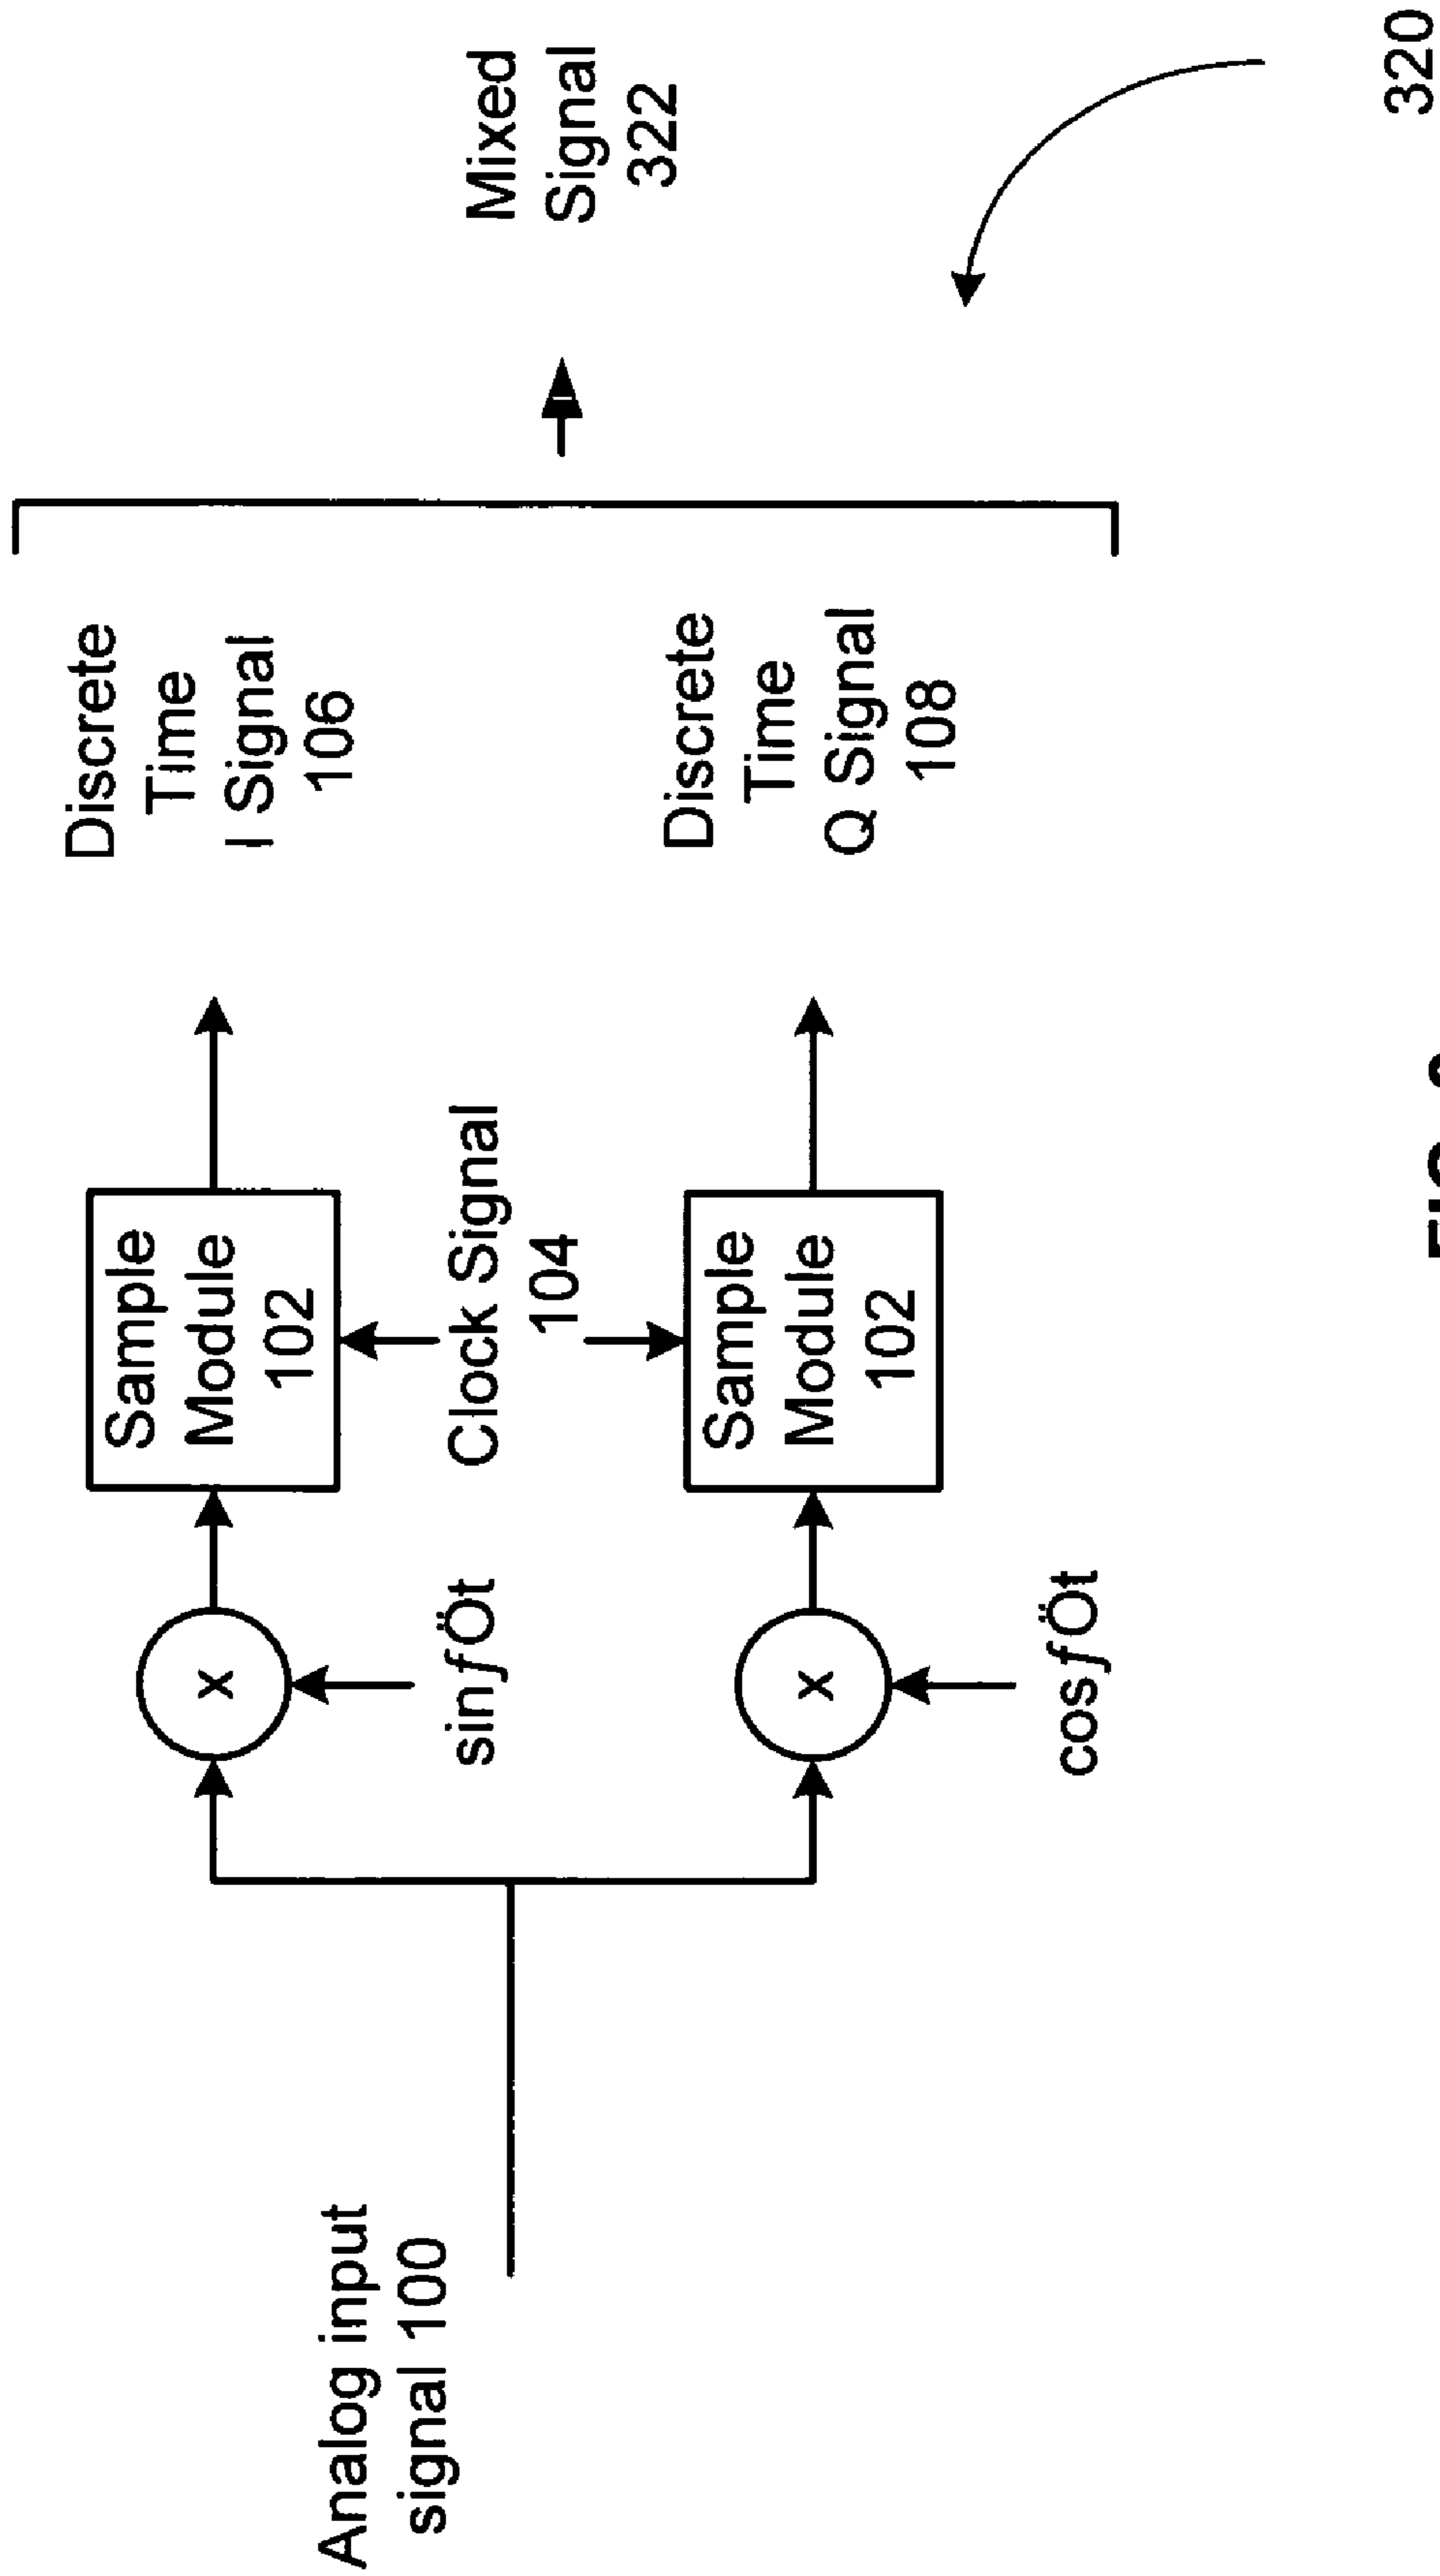 Analog input
signal 100
x
sinƒÖt
Sample
Module
102
Clock Signal
104
x
cosƒÖt
Sample
Module
102
Discrete
Time
I Signal
106
Discrete
Time
Q Signal
108
Mixed
Signal
322
320
FIG.